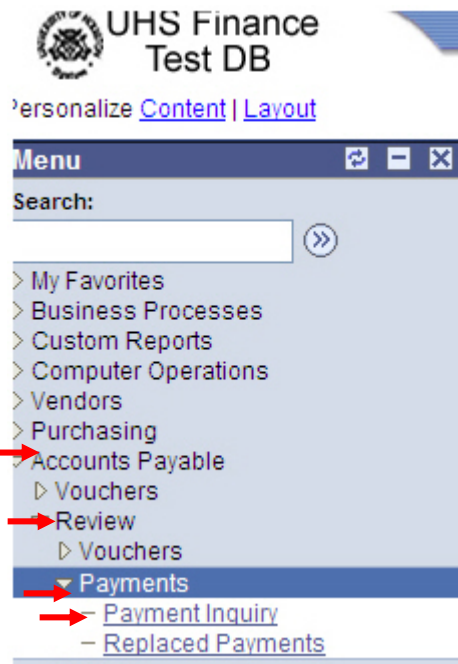 UHS Finance
Test DB
Personalize Content | Layout
Menu
Search:
My Favorites
Business Processes
Custom Reports
Computer Operations
Vendors
Purchasing
Accounts Payable
Vouchers
Review
Vouchers
Payments
– Payment Inquiry
– Replaced Payments